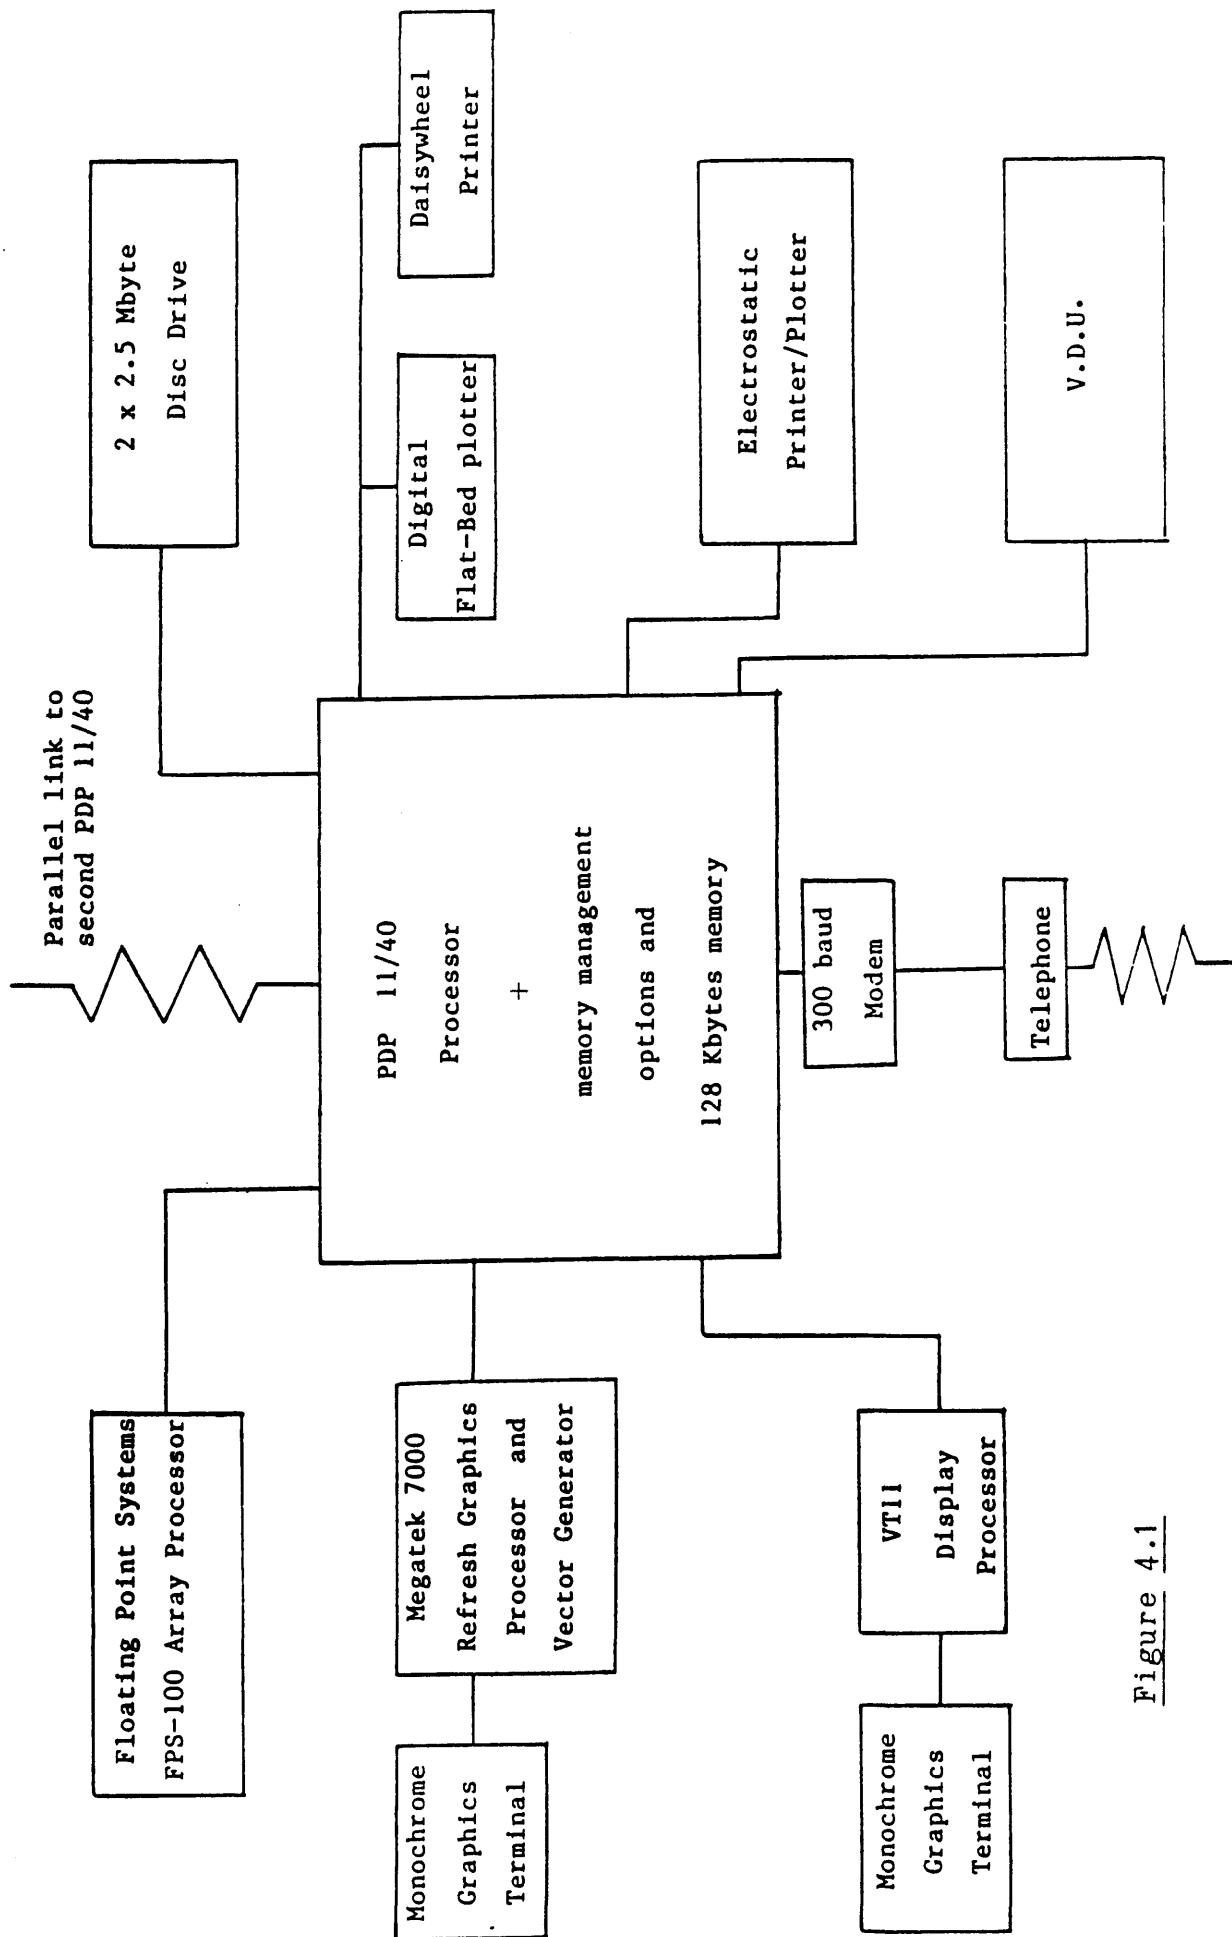 Parallel link to
second PDP 11/40
Floating Point Systems
FPS-100 Array Processor
2 x 2.5 Mbyte
Disc Drive
Monochrome
Graphics
Terminal
Megatek 7000
Refresh Graphics
Processor and
Vector Generator
PDP 11/40
Processor
+
memory management
options and
128 Kbytes memory
Digital
Flat-Bed plotter
Daisywheel
Printer
Electrostatic
Printer/Plotter
Monochrome
Graphics
Terminal
VT11
Display
Processor
300 baud
Modem
Telephone
V.D.U.
Figure 4.1